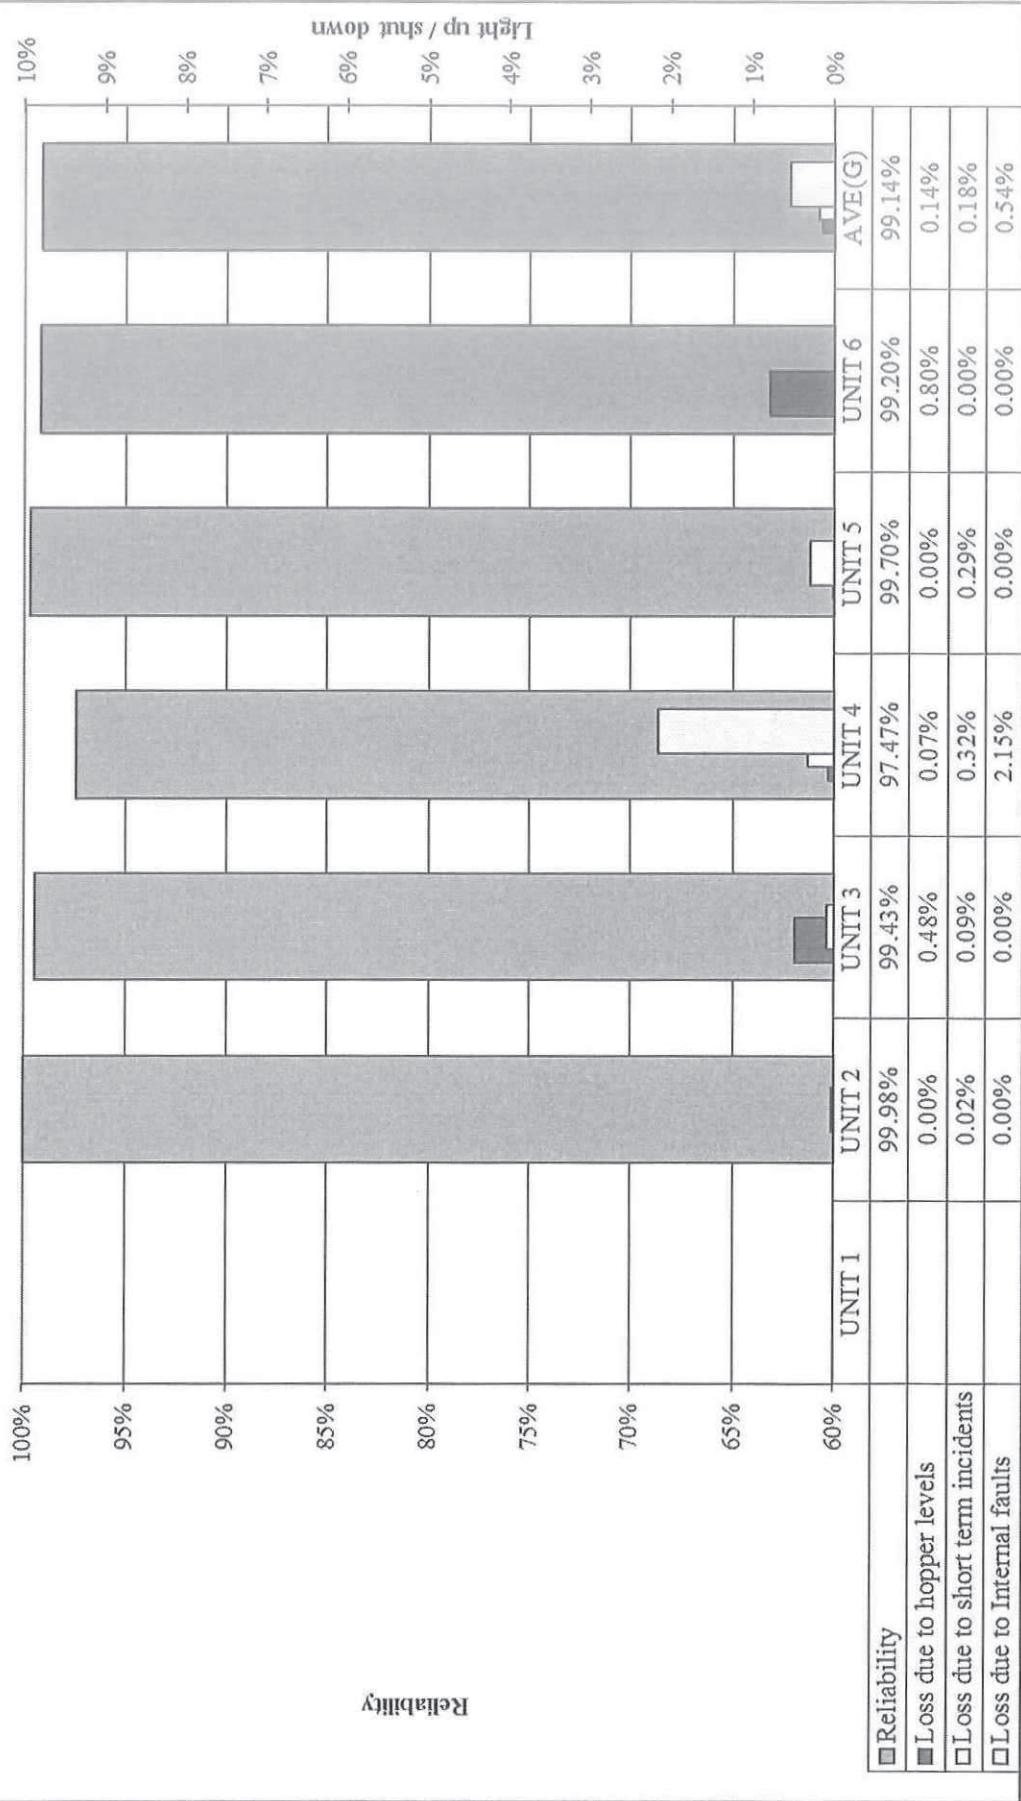 Reliability
100%
95%
90%
85%
80%
75%
70%
65%
60%
10%
9%
8%
7%
6%
5%
4%
3%
2%
1%
0%
Light up / shut down
UNIT 1 UNIT 2 UNIT 3 UNIT 4 UNIT 5 UNIT 6 AVE(G)
Reliability 99.98% 99.43% 97.47% 99.70% 99.20% 99.14%
Loss due to hopper levels 0.00% 0.48% 0.07% 0.00% 0.80% 0.14%
Loss due to short term incidents 0.02% 0.09% 0.32% 0.29% 0.00% 0.18%
Loss due to Internal faults 0.00% 0.00% 2.15% 0.00% 0.00% 0.54%